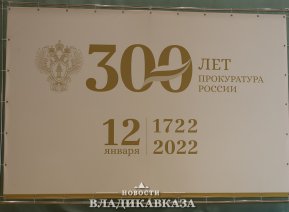 300 ЛЕТ
ПРОКУРАТУРА
РОССИИ
12
января
1722
2022
НОВОСТИ
ВЛАДИКАВКАЗА